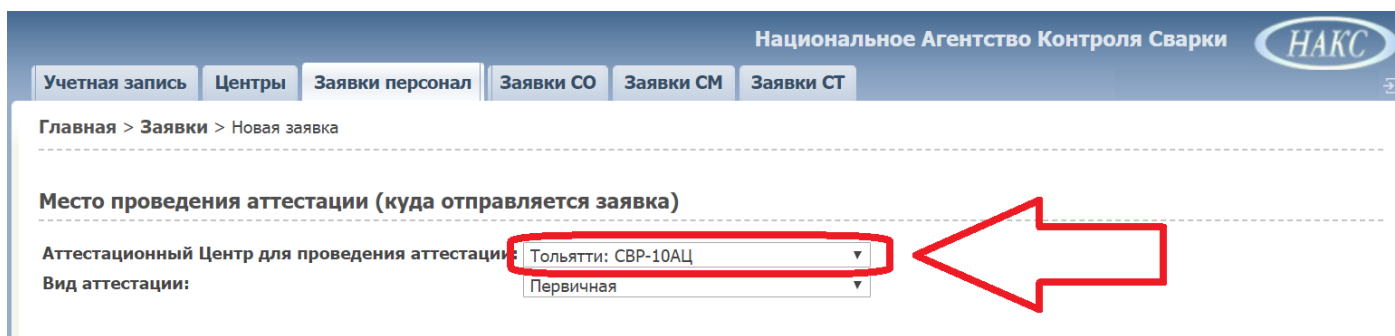 Национальное Агентство Контроля Сварки
НАКС
Учетная запись Центры Заявки персонал Заявки СО Заявки СМ Заявки СТ
Главная > Заявки > Новая заявка
Место проведения аттестации (куда отправляется заявка)
Аттестационный Центр для проведения аттестации: Тольятти: СВР-10АЦ
Вид аттестации: Первичная